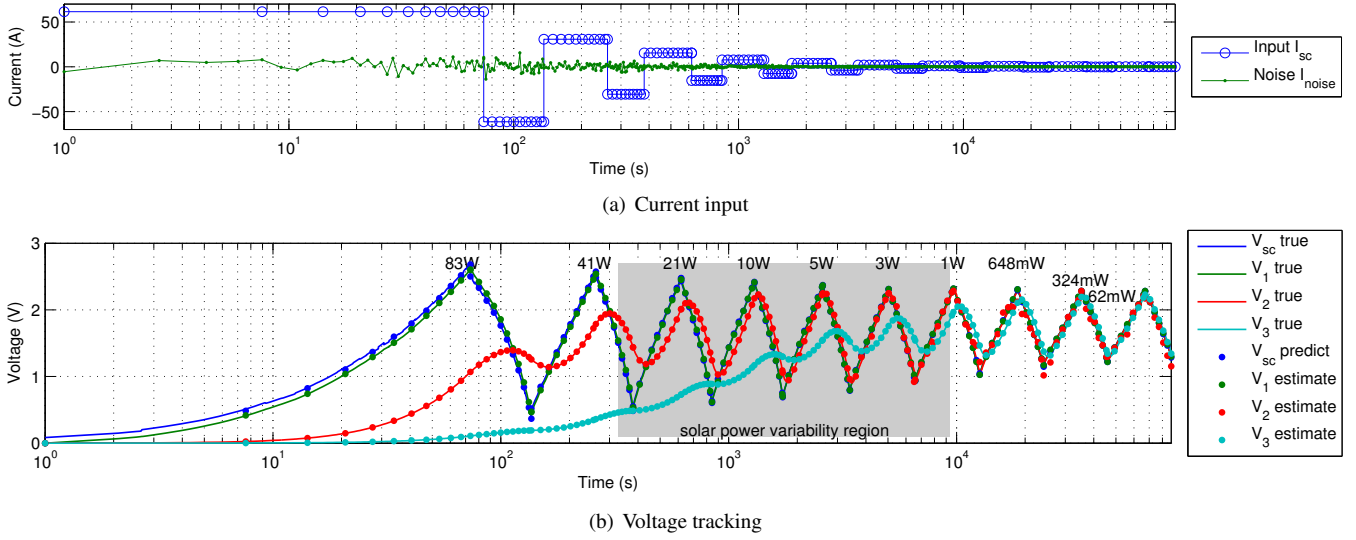 50
0
−50
Current (A)
10^0
10^1
10^2
10^3
10^4
Time (s)
Input I_sc
Noise I_noise
(a) Current input
3
2
1
0
Voltage (V)
83W
41W
21W
10W
5W
3W
1W
648mW
324mW
62mW
solar power variability region
10^0
10^1
10^2
10^3
10^4
Time (s)
V_sc true
V_1 true
V_2 true
V_3 true
V_sc predict
V_1 estimate
V_2 estimate
V_3 estimate
(b) Voltage tracking